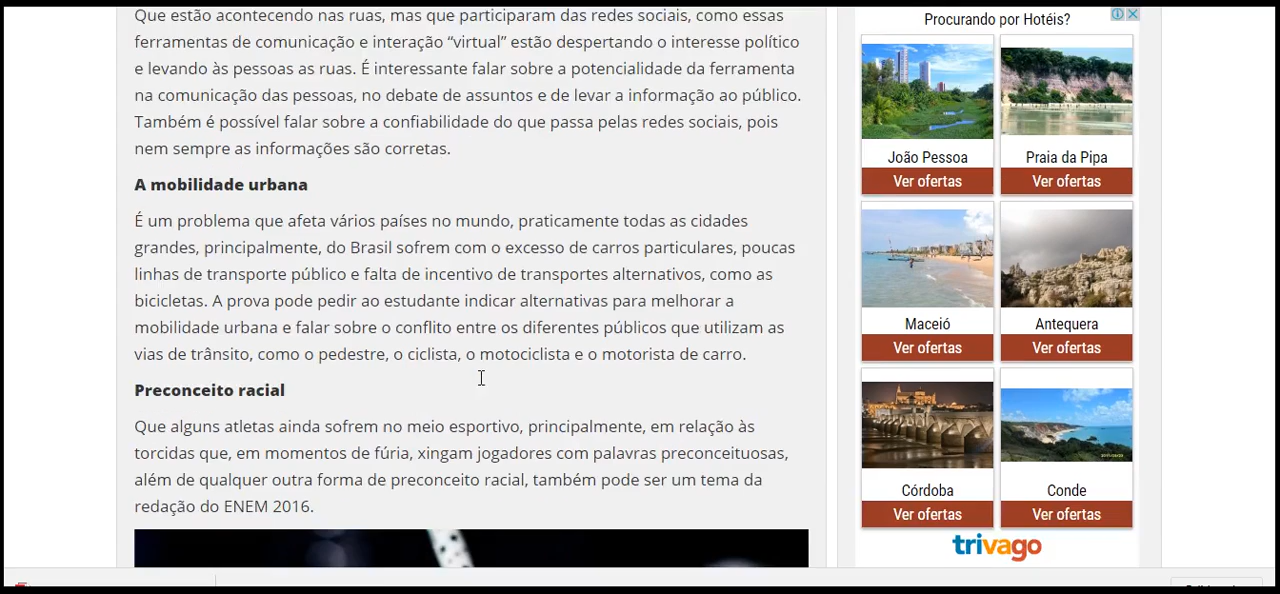 Que estão acontecendo nas ruas, mas que participaram das redes sociais, como essas
ferramentas de comunicação e interação “virtual” estão despertando o interesse político
e levando às pessoas as ruas. É interessante falar sobre a potencialidade da ferramenta
na comunicação das pessoas, no debate de assuntos e de levar a informação ao público.
Também é possível falar sobre a confiabilidade do que passa pelas redes sociais, pois
nem sempre as informações são corretas.
A mobilidade urbana
É um problema que afeta vários países no mundo, praticamente todas as cidades
grandes, principalmente, do Brasil sofrem com o excesso de carros particulares, poucas
linhas de transporte público e falta de incentivo de transportes alternativos, como as
bicicletas. A prova pode pedir ao estudante indicar alternativas para melhorar a
mobilidade urbana e falar sobre o conflito entre os diferentes públicos que utilizam as
vias de trânsito, como o pedestre, o ciclista, o motociclista e o motorista de carro.
Preconceito racial
Que alguns atletas ainda sofrem no meio esportivo, principalmente, em relação às
torcidas que, em momentos de fúria, xingam jogadores com palavras preconceituosas,
além de qualquer outra forma de preconceito racial, também pode ser um tema da
redação do ENEM 2016.
Procurando por Hotéis?
João Pessoa
Ver ofertas
Praia da Pipa
Ver ofertas
Maceió
Ver ofertas
Antequera
Ver ofertas
Córdoba
Ver ofertas
Conde
Ver ofertas
trivago